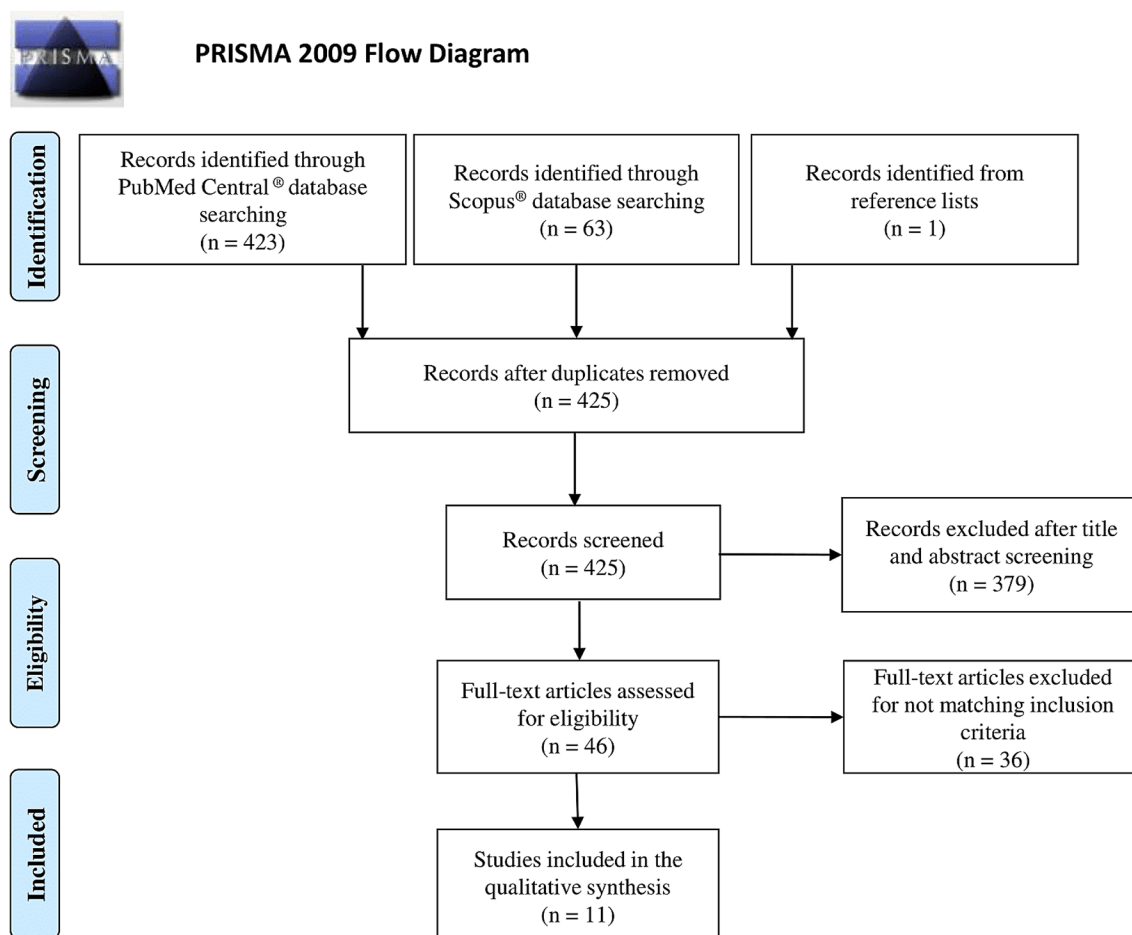 PRISMA
PRISMA 2009 Flow Diagram
Identification
Records identified through
PubMed Central® database
searching
(n = 423)
Records identified through
Scopus® database searching
(n = 63)
Records identified from
reference lists
(n = 1)
Screening
Records after duplicates removed
(n = 425)
Records screened
(n = 425)
Records excluded after title
and abstract screening
(n = 379)
Eligibility
Full-text articles assessed
for eligibility
(n = 46)
Full-text articles excluded
for not matching inclusion
criteria
(n = 36)
Included
Studies included in the
qualitative synthesis
(n = 11)